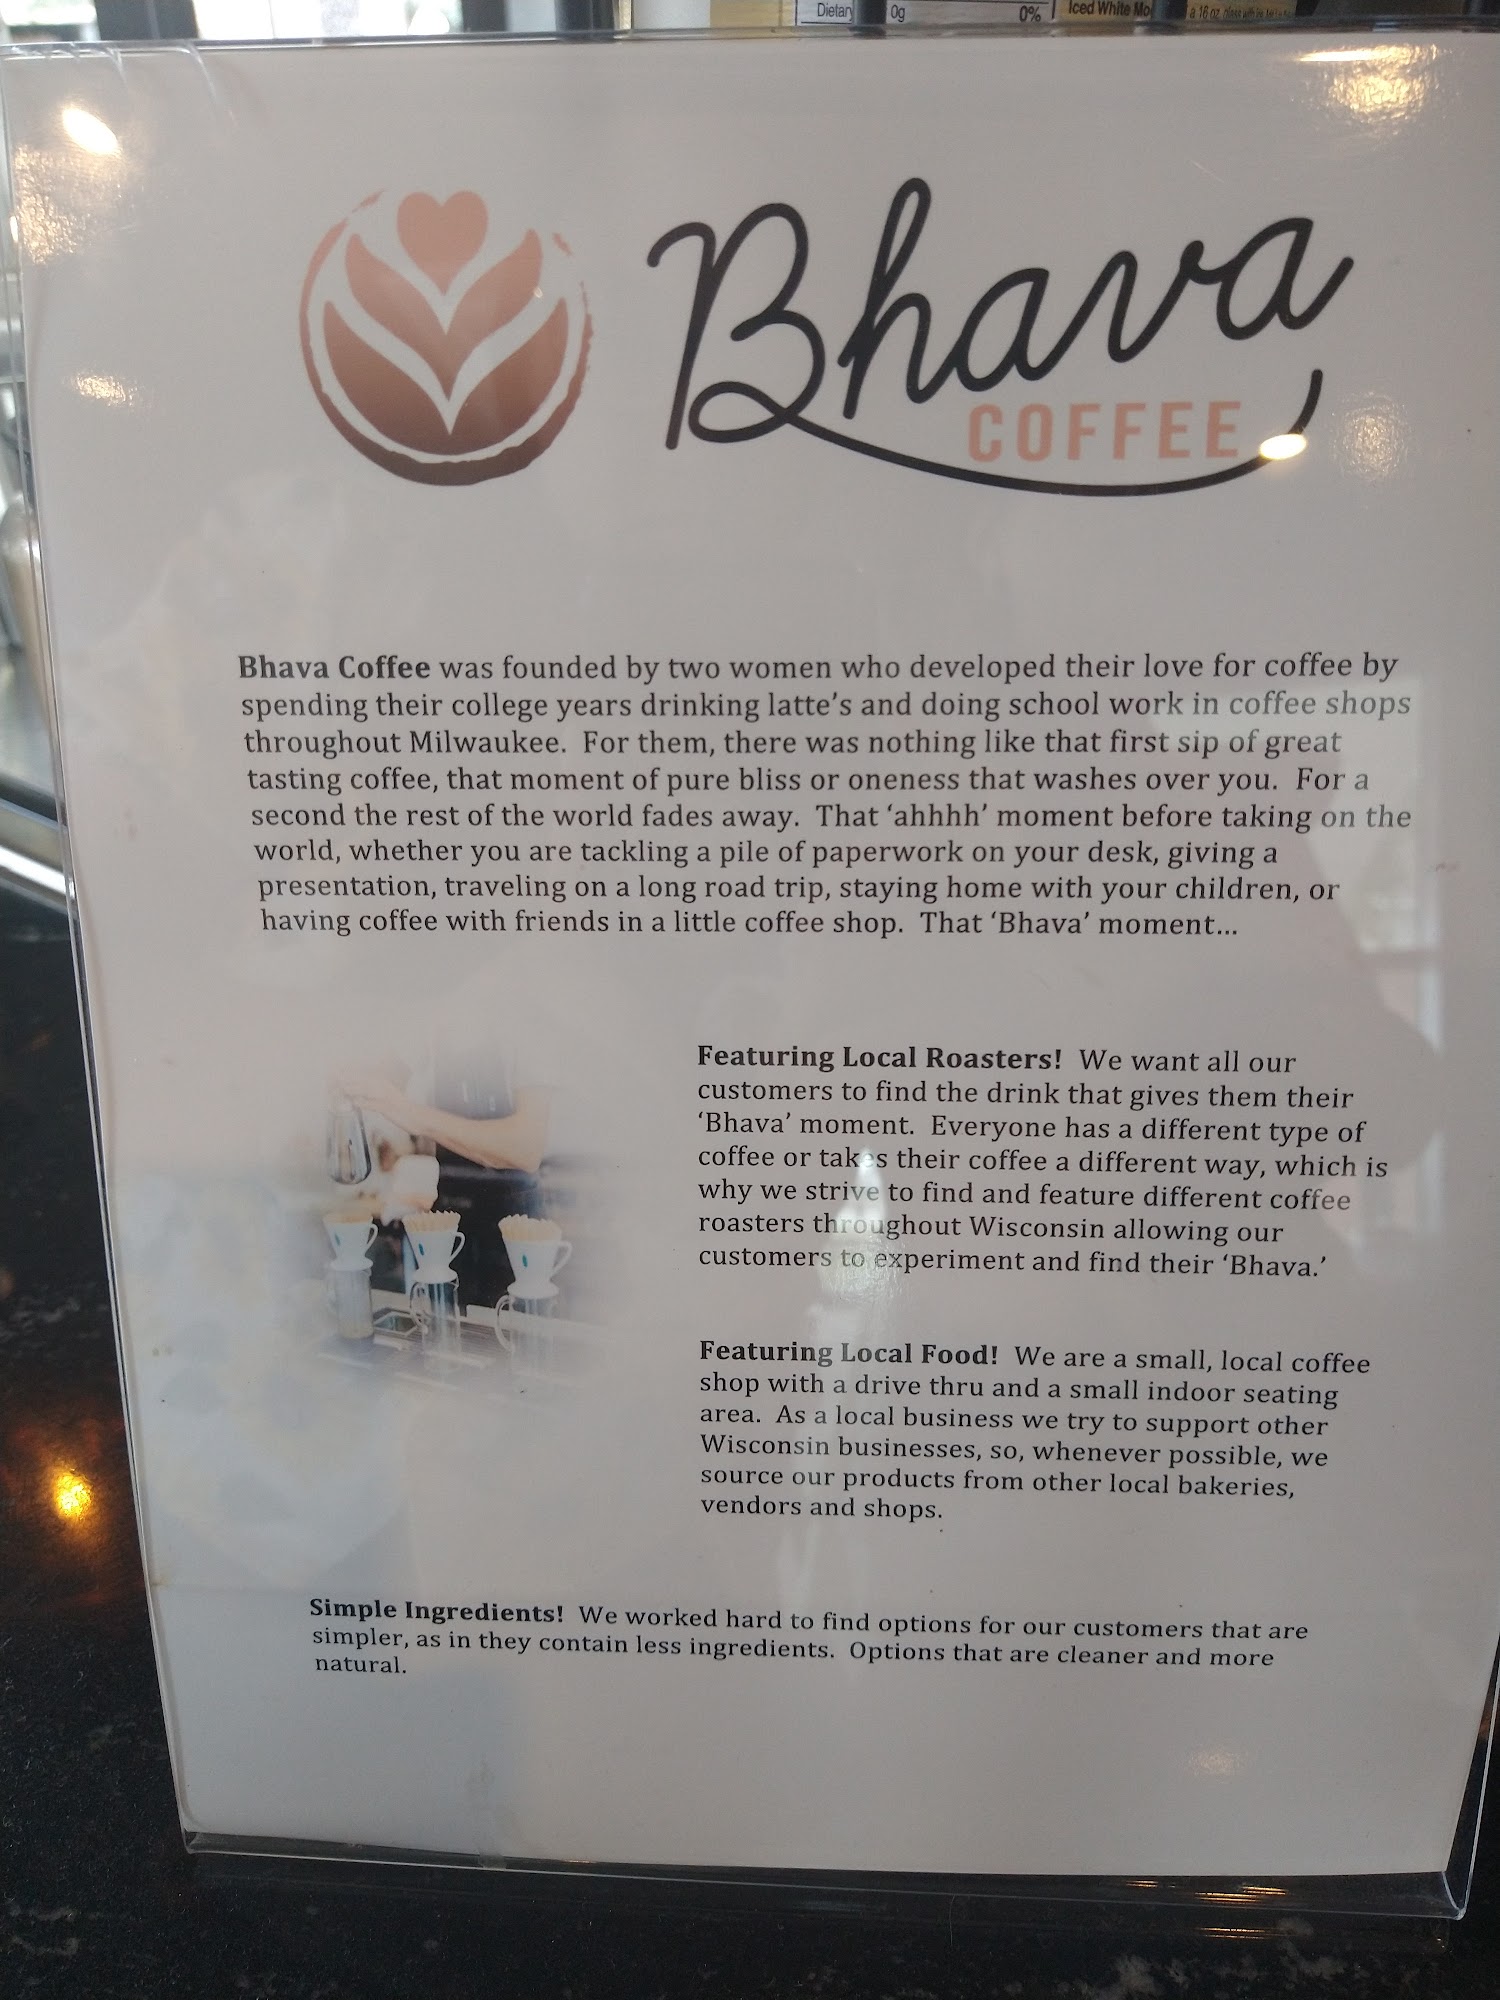 Dietar 0g 0% Iced White Mo
Bhava
COFFEE
Bhava Coffee was founded by two women who developed their love for coffee by
spending their college years drinking latte's and doing school work in coffee shops
throughout Milwaukee. For them, there was nothing like that first sip of great
tasting coffee, that moment of pure bliss or oneness that washes over you. For a
second the rest of the world fades away. That ‘ahhhh’ moment before taking on the
world, whether you are tackling a pile of paperwork on your desk, giving a
presentation, traveling on a long road trip, staying home with your children, or
having coffee with friends in a little coffee shop. That ‘Bhava’ moment...
Featuring Local Roasters! We want all our
customers to find the drink that gives them their
‘Bhava’ moment. Everyone has a different type of
coffee or takes their coffee a different way, which is
why we strive to find and feature different coffee
roasters throughout Wisconsin allowing our
customers to experiment and find their ‘Bhava.’
Featuring Local Food! We are a small, local coffee
shop with a drive thru and a small indoor seating
area. As a local business we try to support other
Wisconsin businesses, so, whenever possible, we
source our products from other local bakeries,
vendors and shops.
Simple Ingredients! We worked hard to find options for our customers that are
simpler, as in they contain less ingredients. Options that are cleaner and more
natural.